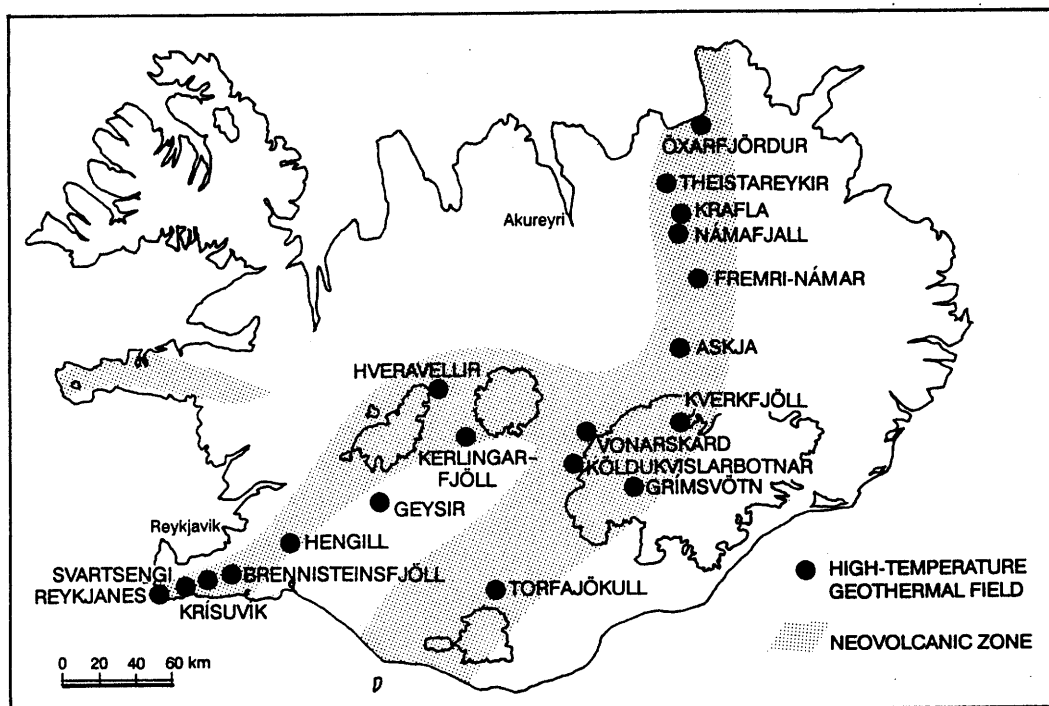 ÖXARFJÖRDUR
THEISTAREYKIR
KRAFLA
Akureyri
NÁMAFJALL
FREMRI-NÁMAR
ASKJA
HVERAVELLIR
KVERKFJÖLL
VONARSKARD
KERLINGAR-
FJÖLL
KÖLDUKVISLARBOTNAR
GRÍMSVÖTN
GEYSIR
Reykjavik
HENGILL
SVARTSENGI
BRENNISTEINSFJÖLL
REYKJANES
KRÍSUVIK
TORFAJÖKULL
HIGH-TEMPERATURE
GEOTHERMAL FIELD
NEOVOLCANIC ZONE
0 20 40 60 km